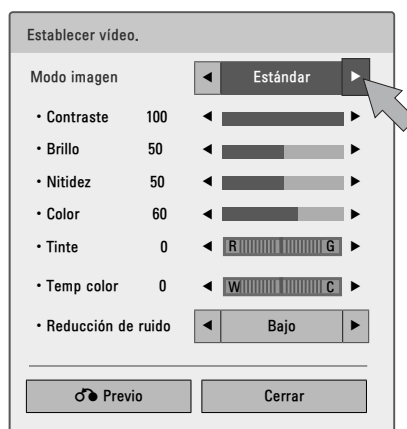 Establecer vídeo.
Modo imagen ◄ Estándar ►
• Contraste 100 ◄ ►
• Brillo 50 ◄ ►
• Nitidez 50 ◄ ►
• Color 60 ◄ ►
• Tinte 0 ◄ R G ►
• Temp color 0 ◄ W C ►
• Reducción de ruido ◄ Bajo ►
Previo Cerrar